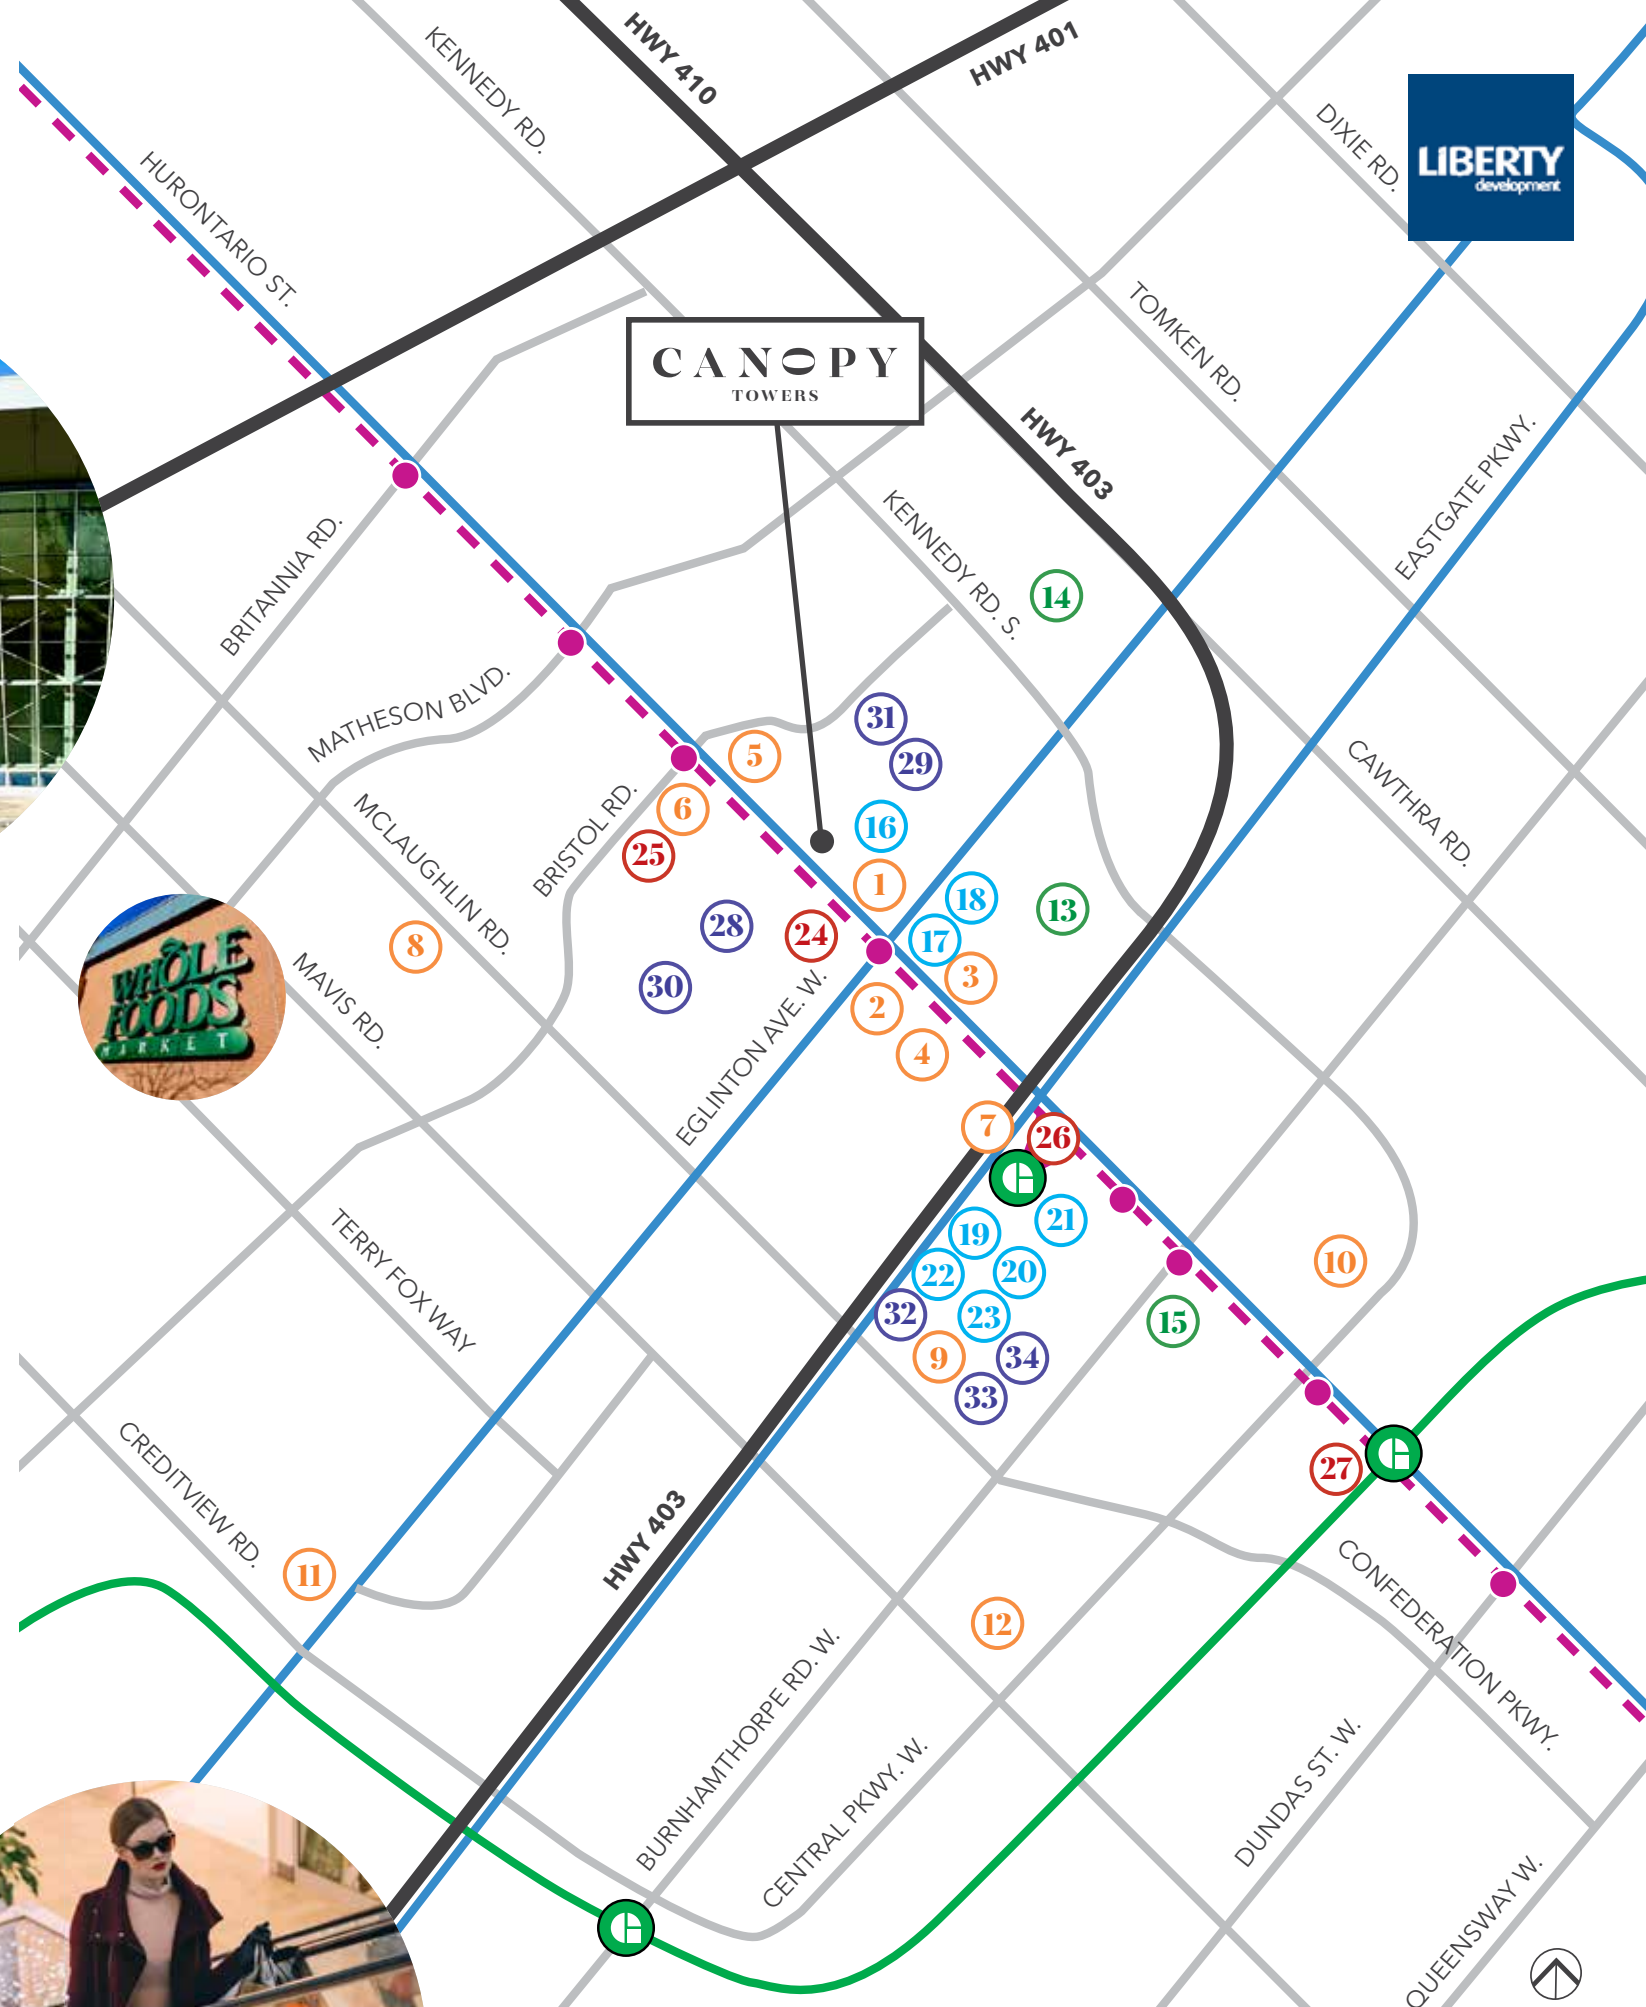 HWY 410
HWY 401
KENNEDY RD.
DIXIE RD.
LIBERTY
development
HURONTARIO ST.
TOMKEN RD.
CANOPY
TOWERS
HWY 403
EASTGATE PKWY.
BRITANNIA RD.
KENNEDY RD. S.
14
MATHESON BLVD.
31
29
5
CAWTHRA RD.
6
16
25
BRISTOL RD.
MCLAUGHLIN RD.
1
18
13
28
24
17
8
WHOLE
FOODS
MARKET
MAVIS RD.
30
3
EGLINTON AVE. W.
2
4
7
26
21
19
TERRY FOX WAY
22
20
10
32
23
15
9
34
33
27
CREDITVIEW RD.
HWY 403
11
CONFEDERATION PKWY.
12
BURNHAMTHORPE RD. W.
CENTRAL PKWY. W.
DUNDAS ST. W.
QUEENSWAY W.